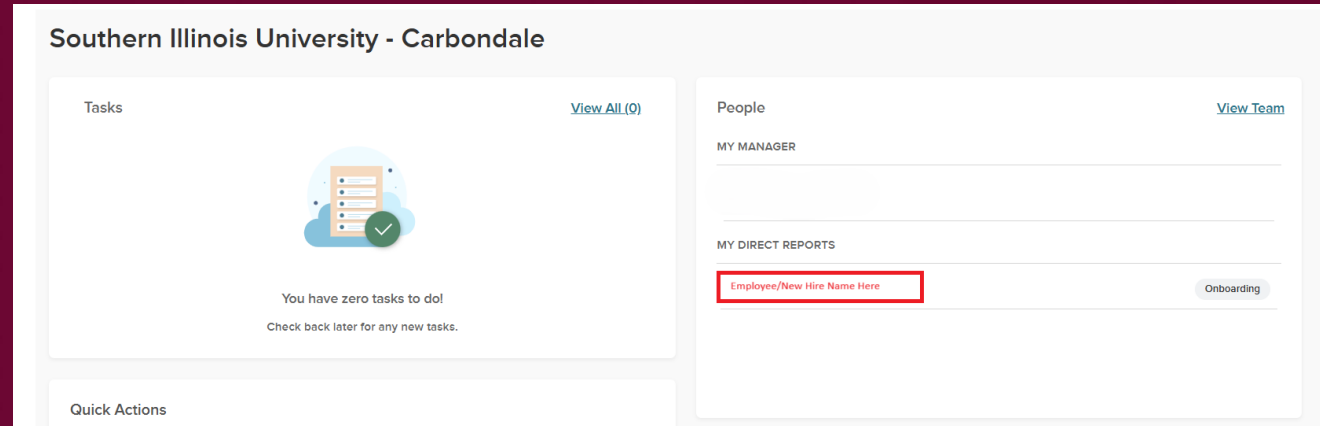 Southern Illinois University - Carbondale
Tasks
View All (0)
You have zero tasks to do!
Check back later for any new tasks.
Quick Actions
People
View Team
MY MANAGER
MY DIRECT REPORTS
Employee/New Hire Name Here
Onboarding